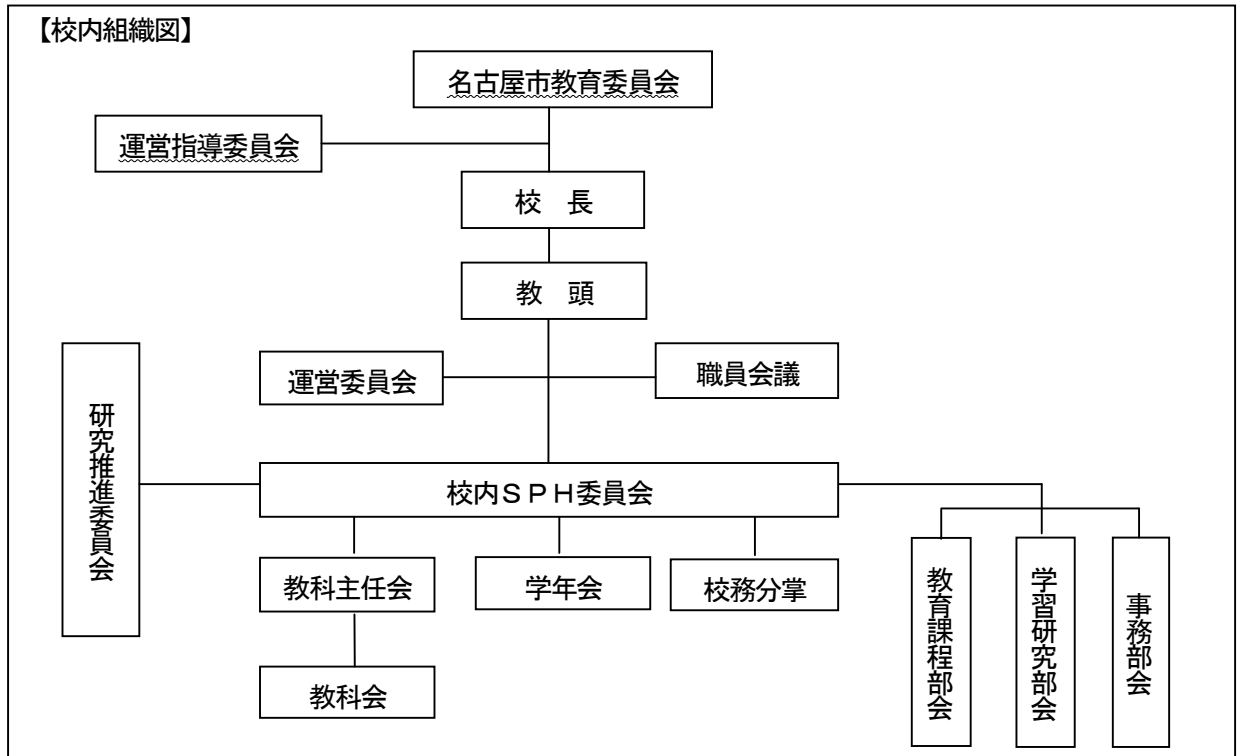 【校内組織図】
名古屋市教育委員会
運営指導委員会
校　長
教　頭
運営委員会
職員会議
研究推進委員会
校内ＳＰＨ委員会
教科主任会
学年会
校務分掌
教科会
教育課程部会
学習研究部会
事務部会